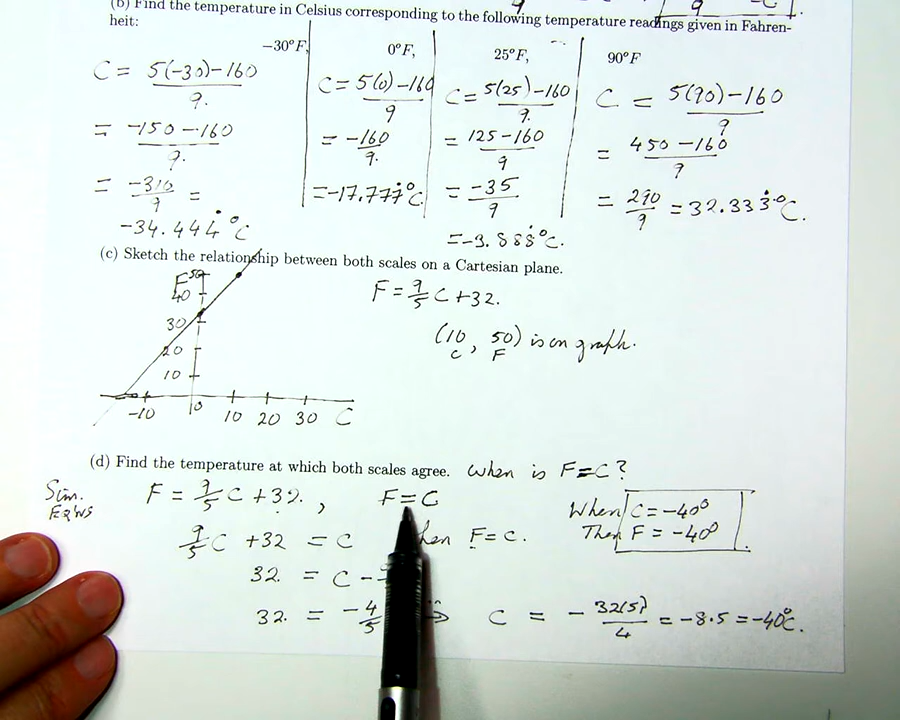 (b) Find the temperature in Celsius corresponding to the following temperature readings given in Fahren-
heit:
−30°F, 0°F, 25°F, 90°F
C = 5(-30)-160 / 9.
= -150 -160 / 9.
= -310 / 9 =
-34.444̇°C
C = 5(0) -160 / 9
= -160 / 9.
= -17.777̇°C
C = 5(25) -160 / 9.
= 125 -160 / 9
= -35 / 9
= -3.888̇°C.
C = 5(90) -160 / 9
= 450 -160 / 9
= 290 / 9 = 32.333̇°C.
(c) Sketch the relationship between both scales on a Cartesian plane.
F 50
40
30
20
10
-10 0 10 20 30 C
F = 9/5 C +32.
(10, 50) is on graph.
C F
(d) Find the temperature at which both scales agree. When is F=C?
Sim.
EQ'NS
F = 9/5 C +32. , F=C
9/5 C +32 = C F=C.
32. = C -
32. = -4/5 ⇒ C = - 32(5)/4 = -8.5 = -40°C.
When C = -40°
Then F = -40°.